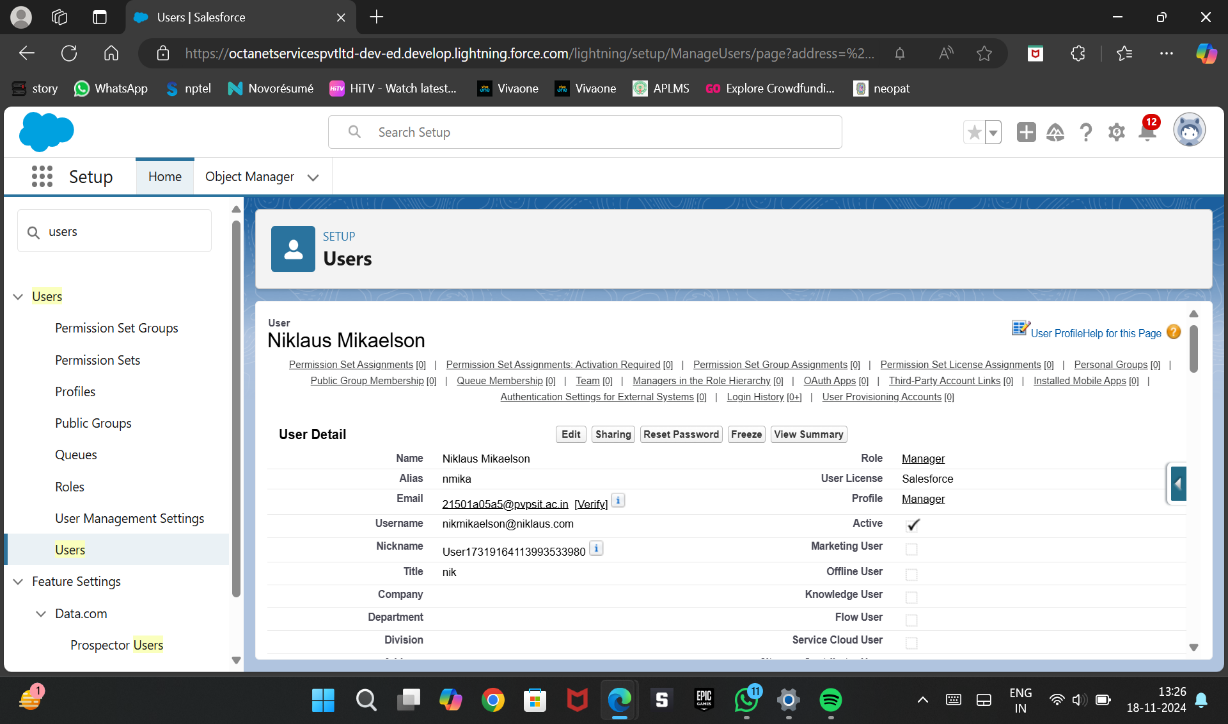 Users | Salesforce
https://octanetservicespvtltd-dev-ed.develop.lightning.force.com/lightning/setup/ManageUsers/page?address=%2...
story WhatsApp nptel Novorésumé HiTV - Watch latest... Vivaone Vivaone APLMS GO Explore Crowdfundi... neopat
Search Setup
12
Setup Home Object Manager
users
SETUP
Users
Users
Permission Set Groups
Permission Sets
Profiles
Public Groups
Queues
Roles
User Management Settings
Users
Feature Settings
Data.com
Prospector Users
User
Niklaus Mikaelson
User Profile Help for this Page ?
Permission Set Assignments [0] | Permission Set Assignments: Activation Required [0] | Permission Set Group Assignments [0] | Permission Set License Assignments [0] | Personal Groups [0] |
Public Group Membership [0] | Queue Membership [0] | Team [0] | Managers in the Role Hierarchy [0] | OAuth Apps [0] | Third-Party Account Links [0] | Installed Mobile Apps [0] |
Authentication Settings for External Systems [0] | Login History [0+] | User Provisioning Accounts [0]
User Detail Edit Sharing Reset Password Freeze View Summary
Name Niklaus Mikaelson Role Manager
Alias nmika User License Salesforce
Email 21501a05a5@pvpsit.ac.in [Verify] i Profile Manager
Username nikmikaelson@niklaus.com Active
Nickname User17319164113993533980 i Marketing User
Title nik Offline User
Company Knowledge User
Department Flow User
Division Service Cloud User
1
11
EPIC GAMES
ENG
IN
13:26
18-11-2024